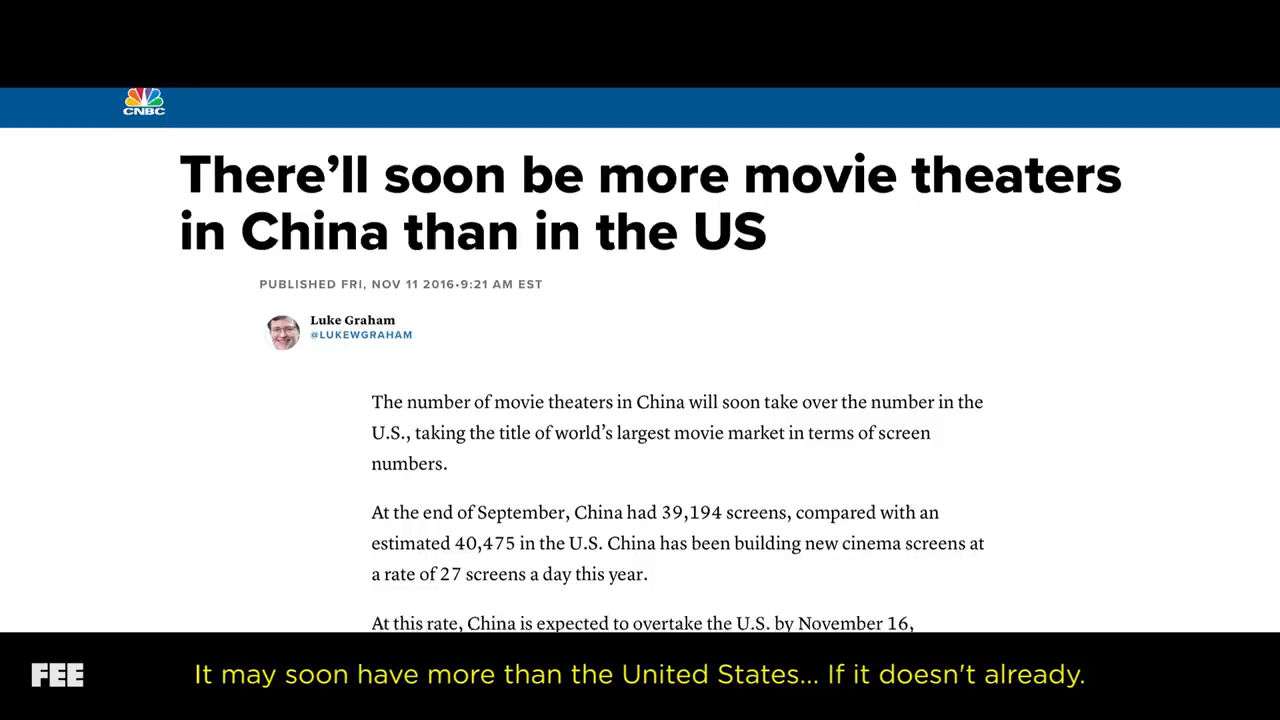 CNBC
There’ll soon be more movie theaters
in China than in the US
PUBLISHED FRI, NOV 11 2016•9:21 AM EST
Luke Graham
@LUKEWGRAHAM
The number of movie theaters in China will soon take over the number in the
U.S., taking the title of world’s largest movie market in terms of screen
numbers.
At the end of September, China had 39,194 screens, compared with an
estimated 40,475 in the U.S. China has been building new cinema screens at
a rate of 27 screens a day this year.
At this rate, China is expected to overtake the U.S. by November 16,
FEE
It may soon have more than the United States... If it doesn't already.